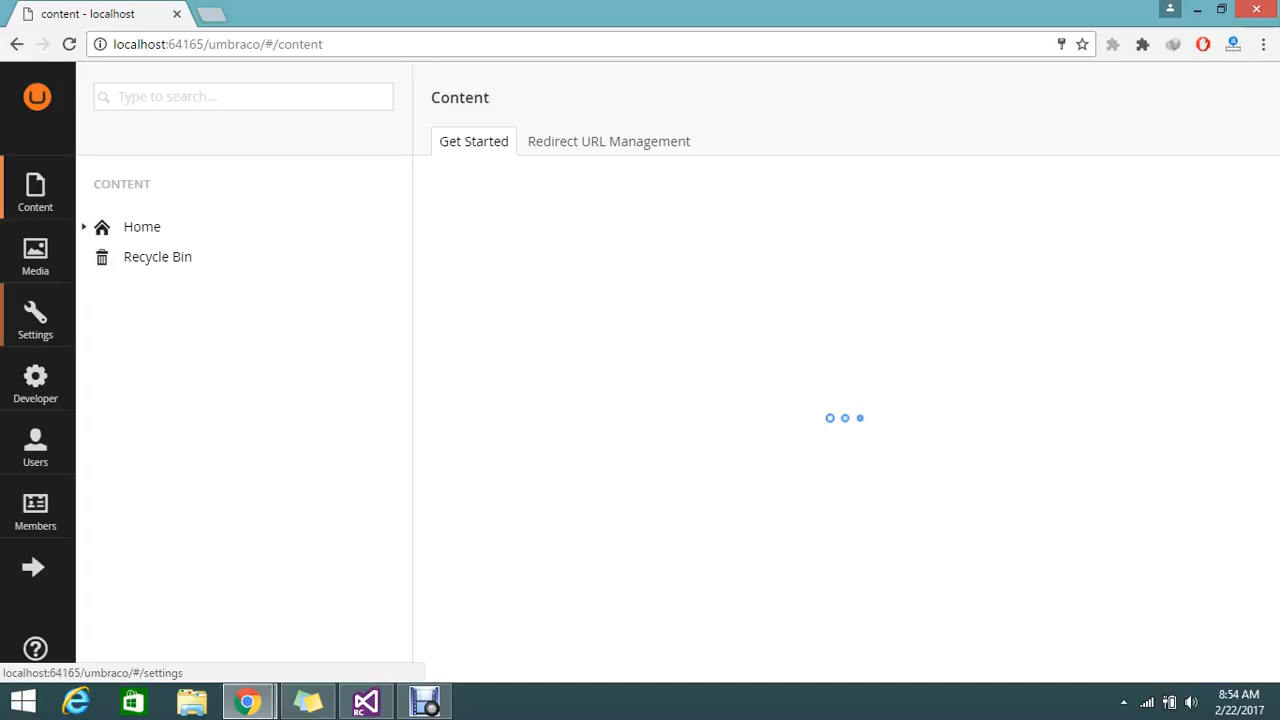 content - localhost
localhost:64165/umbraco/#/content
Type to search...
Content
Get Started
Redirect URL Management
CONTENT
Home
Recycle Bin
Content
Media
Settings
Developer
Users
Members
localhost:64165/umbraco/#/settings
RC
8:54 AM
2/22/2017